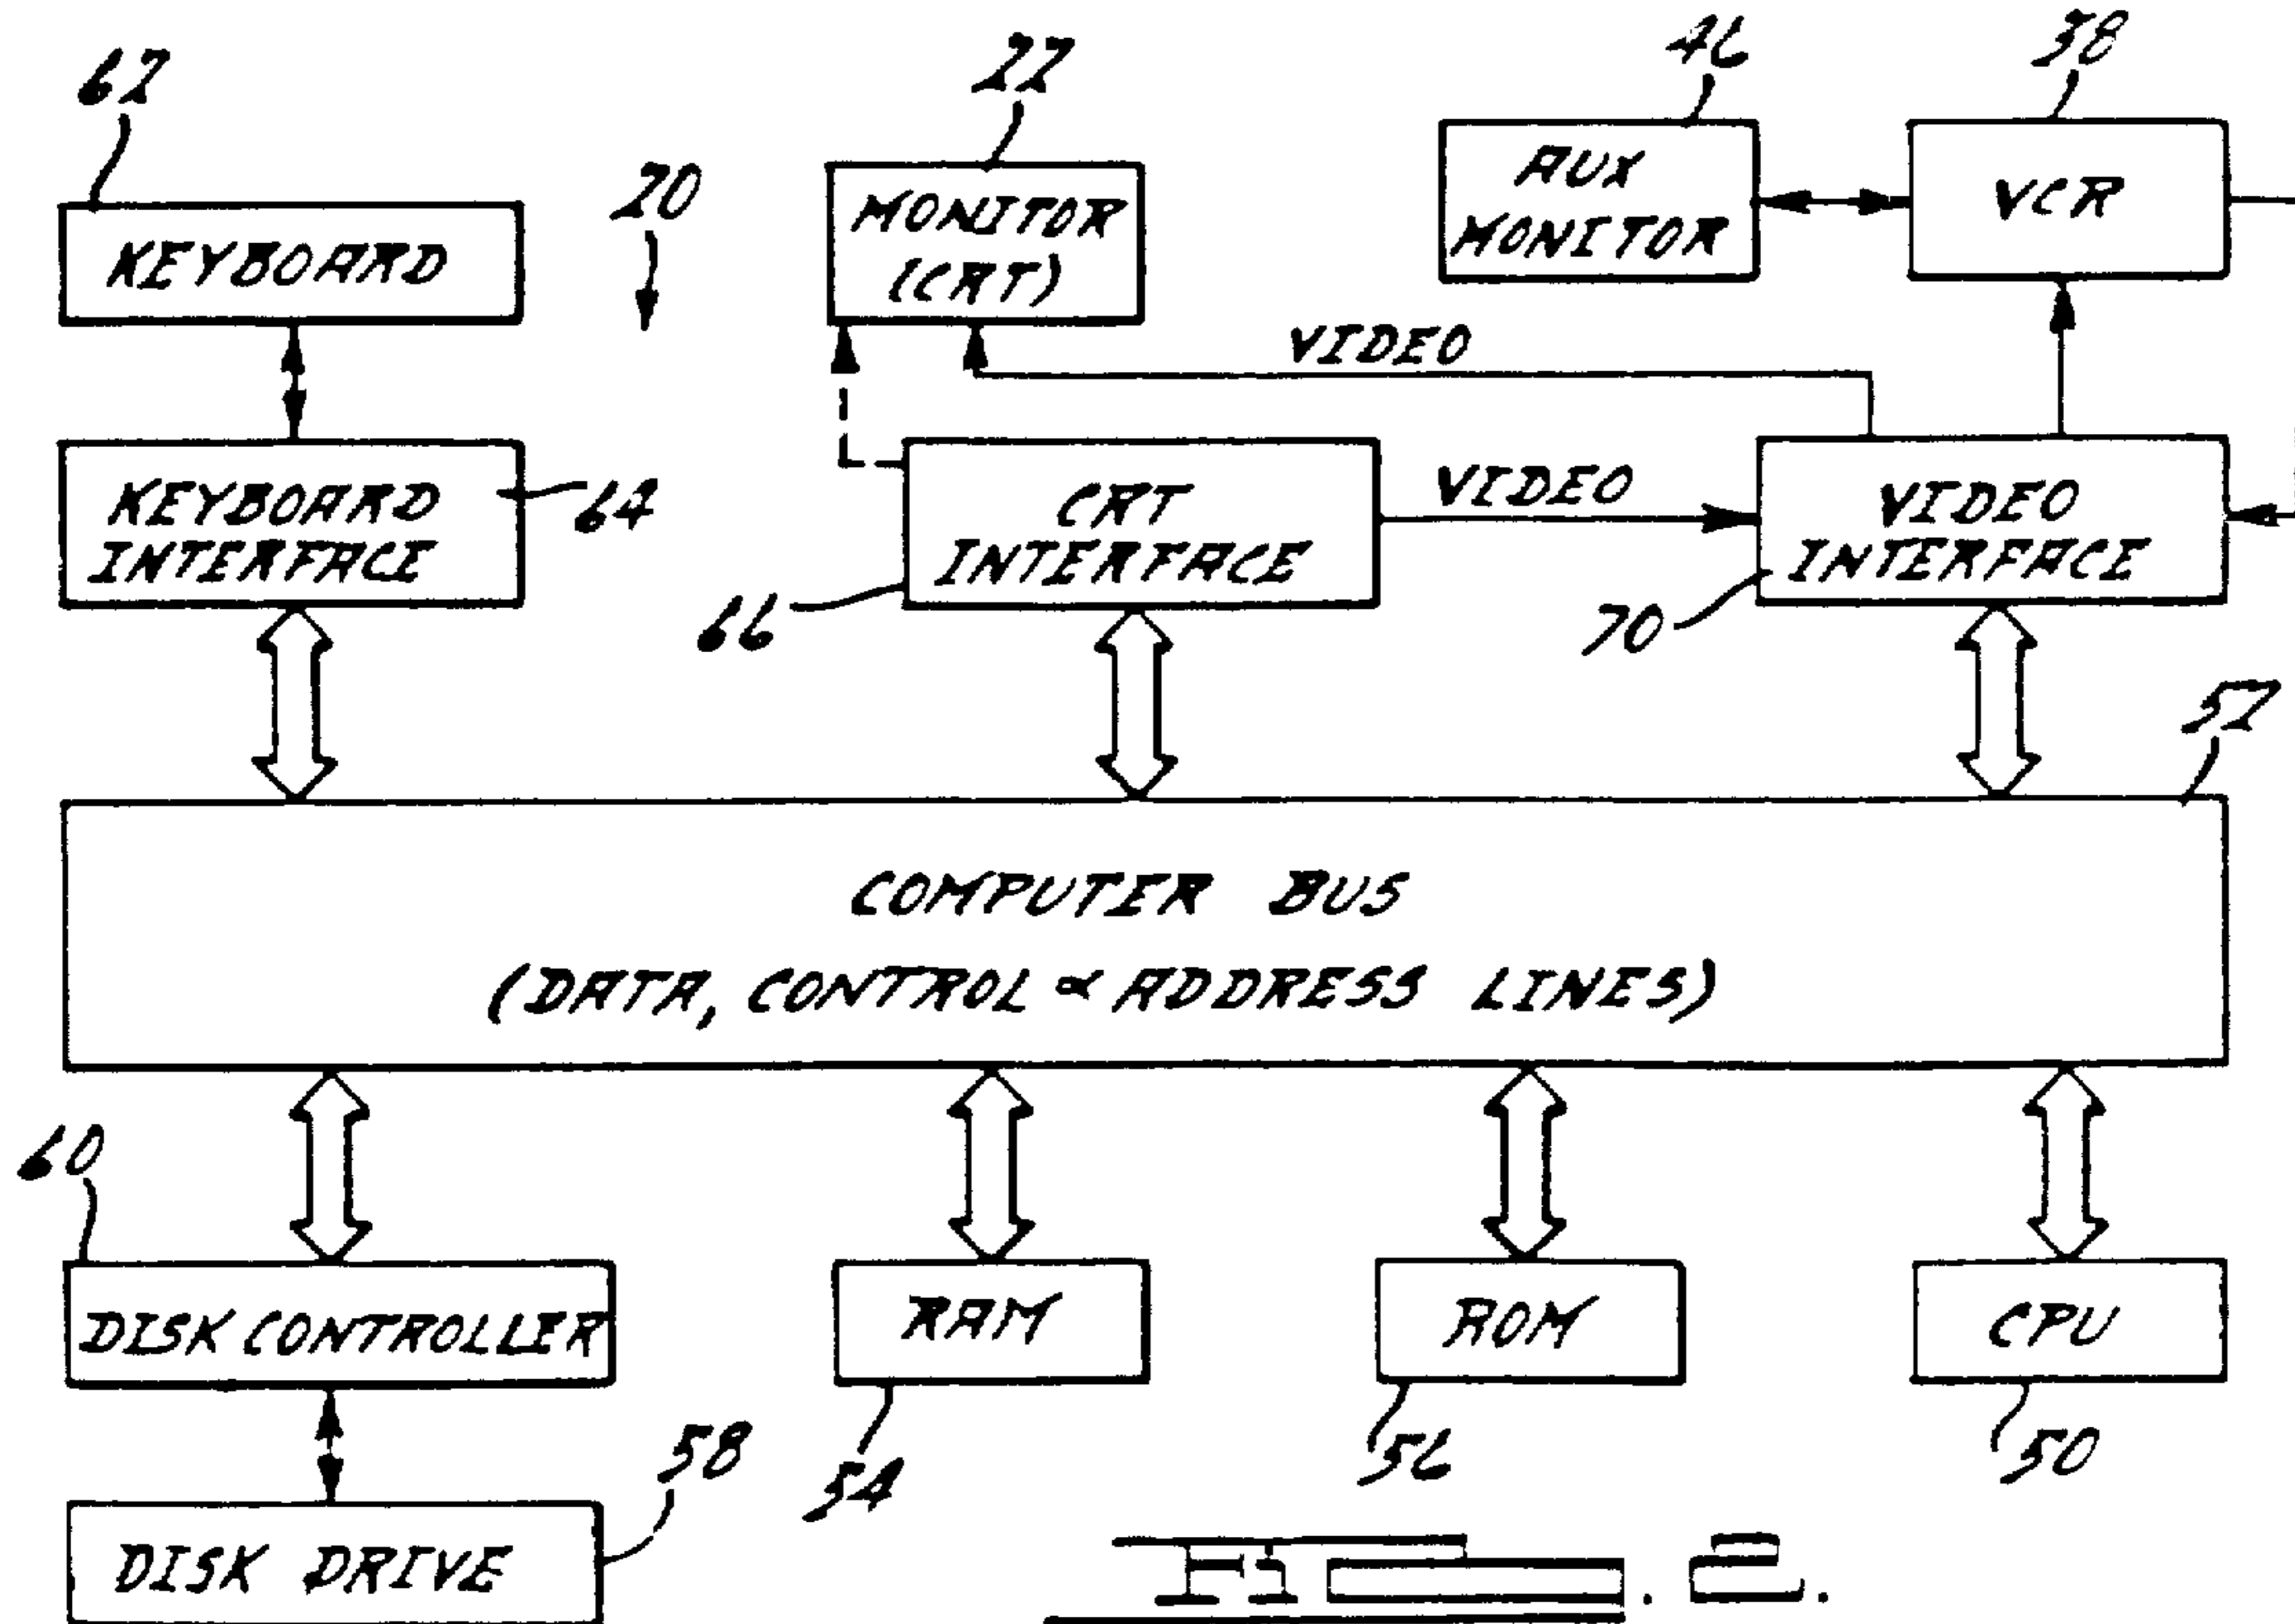 62
22
46
38
20
KEYBOARD
MONITOR
(CRT)
AUX
MONITOR
VCR
VIDEO
KEYBOARD
INTERFACE
64
CRT
INTERFACE
66
VIDEO
VIDEO
INTERFACE
70
52
COMPUTER BUS
(DATA, CONTROL & ADDRESS LINES)
60
DISK CONTROLLER
RAM
ROM
CPU
58
54
56
50
DISK DRIVE